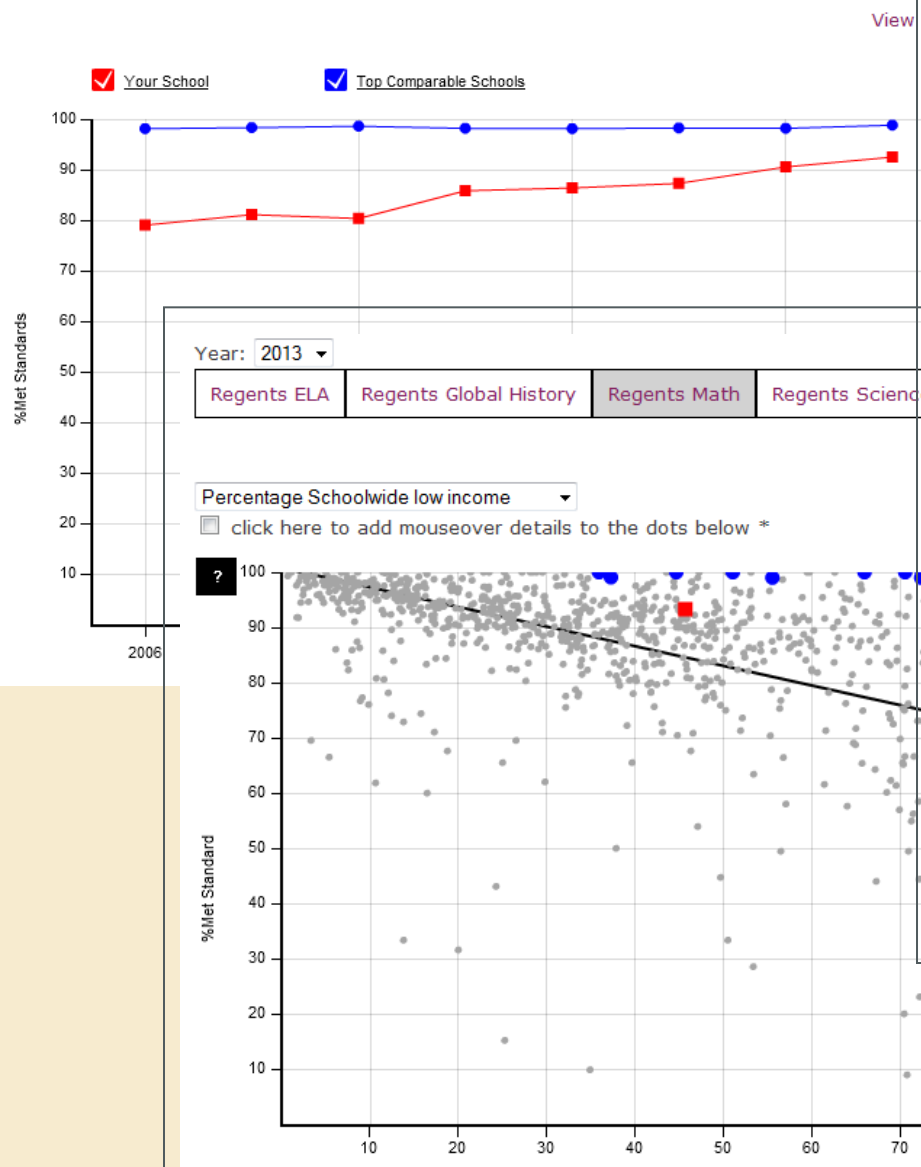 View
Your School
Top Comparable Schools
100
90
80
70
60
50
40
30
20
10
%Met Standards
2006
Year: 2013
Regents ELA
Regents Global History
Regents Math
Regents Scienc
Percentage Schoolwide low income
click here to add mouseover details to the dots below *
?
100
90
80
70
60
50
40
30
20
10
%Met Standard
10 20 30 40 50 60 70